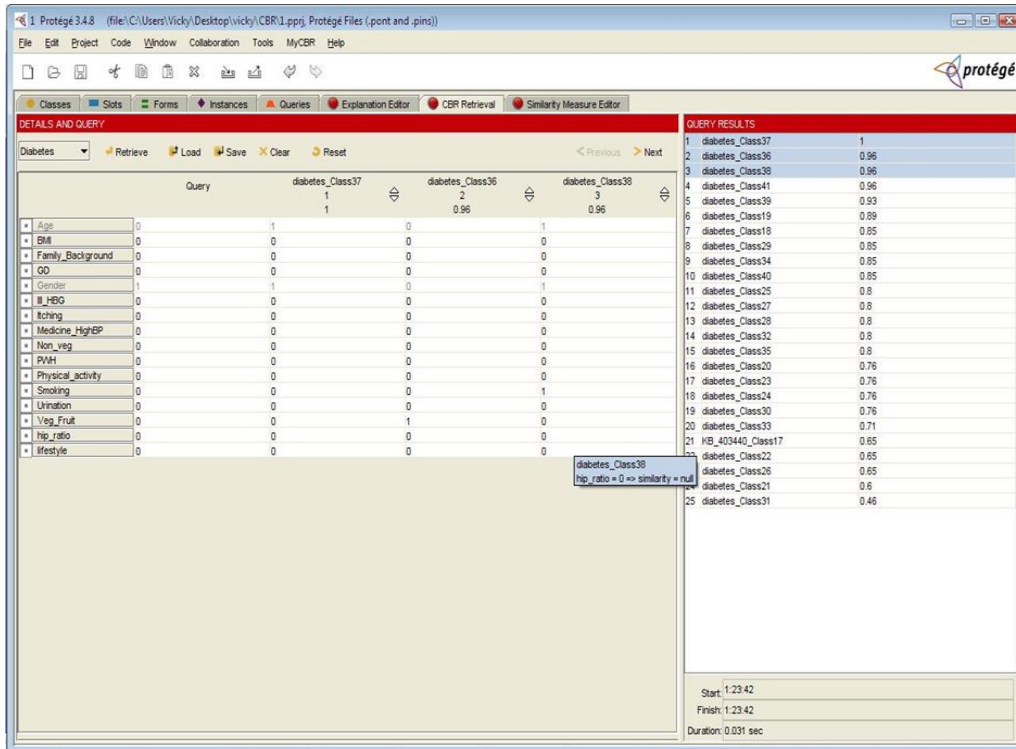 1 Protégé 3.4.8 (file:\C:\Users\Vicky\Desktop\vicky\CBR\1.pprj, Protégé Files (.pont and .pins))
File Edit Project Code Window Collaboration Tools MyCBR Help
protégé
Classes Slots Forms Instances Queries Explanation Editor CBR Retrieval Similarity Measure Editor
DETAILS AND QUERY
Diabetes Retrieve Load Save Clear Reset Previous Next
Query diabetes_Class37 diabetes_Class36 diabetes_Class38
1 2 3
1 0.96 0.96
Age 0 1 0 1
BMI 0 0 0 0
Family_Background 0 0 0 0
GD 0 0 0 0
Gender 1 1 0 1
Ill_HBG 0 0 0 0
Itching 0 0 0 0
Medicine_HighBP 0 0 0 0
Non_veg 0 0 0 0
PWH 0 0 0 0
Physical_activity 0 0 0 0
Smoking 0 0 0 1
Urination 0 0 0 0
Veg_Fruit 0 0 1 0
hip_ratio 0 0 0 0
lifestyle 0 0 0 0
diabetes_Class38
hip_ratio = 0 => similarity = null
QUERY RESULTS
1 diabetes_Class37 1
2 diabetes_Class36 0.96
3 diabetes_Class38 0.96
4 diabetes_Class41 0.96
5 diabetes_Class39 0.93
6 diabetes_Class19 0.89
7 diabetes_Class18 0.85
8 diabetes_Class29 0.85
9 diabetes_Class34 0.85
10 diabetes_Class40 0.85
11 diabetes_Class25 0.8
12 diabetes_Class27 0.8
13 diabetes_Class28 0.8
14 diabetes_Class32 0.8
15 diabetes_Class35 0.8
16 diabetes_Class20 0.76
17 diabetes_Class23 0.76
18 diabetes_Class24 0.76
19 diabetes_Class30 0.76
20 diabetes_Class33 0.71
21 KB_403440_Class17 0.65
22 diabetes_Class22 0.65
diabetes_Class26 0.65
24 diabetes_Class21 0.6
25 diabetes_Class31 0.46
Start: 1:23:42
Finish: 1:23:42
Duration: 0.031 sec